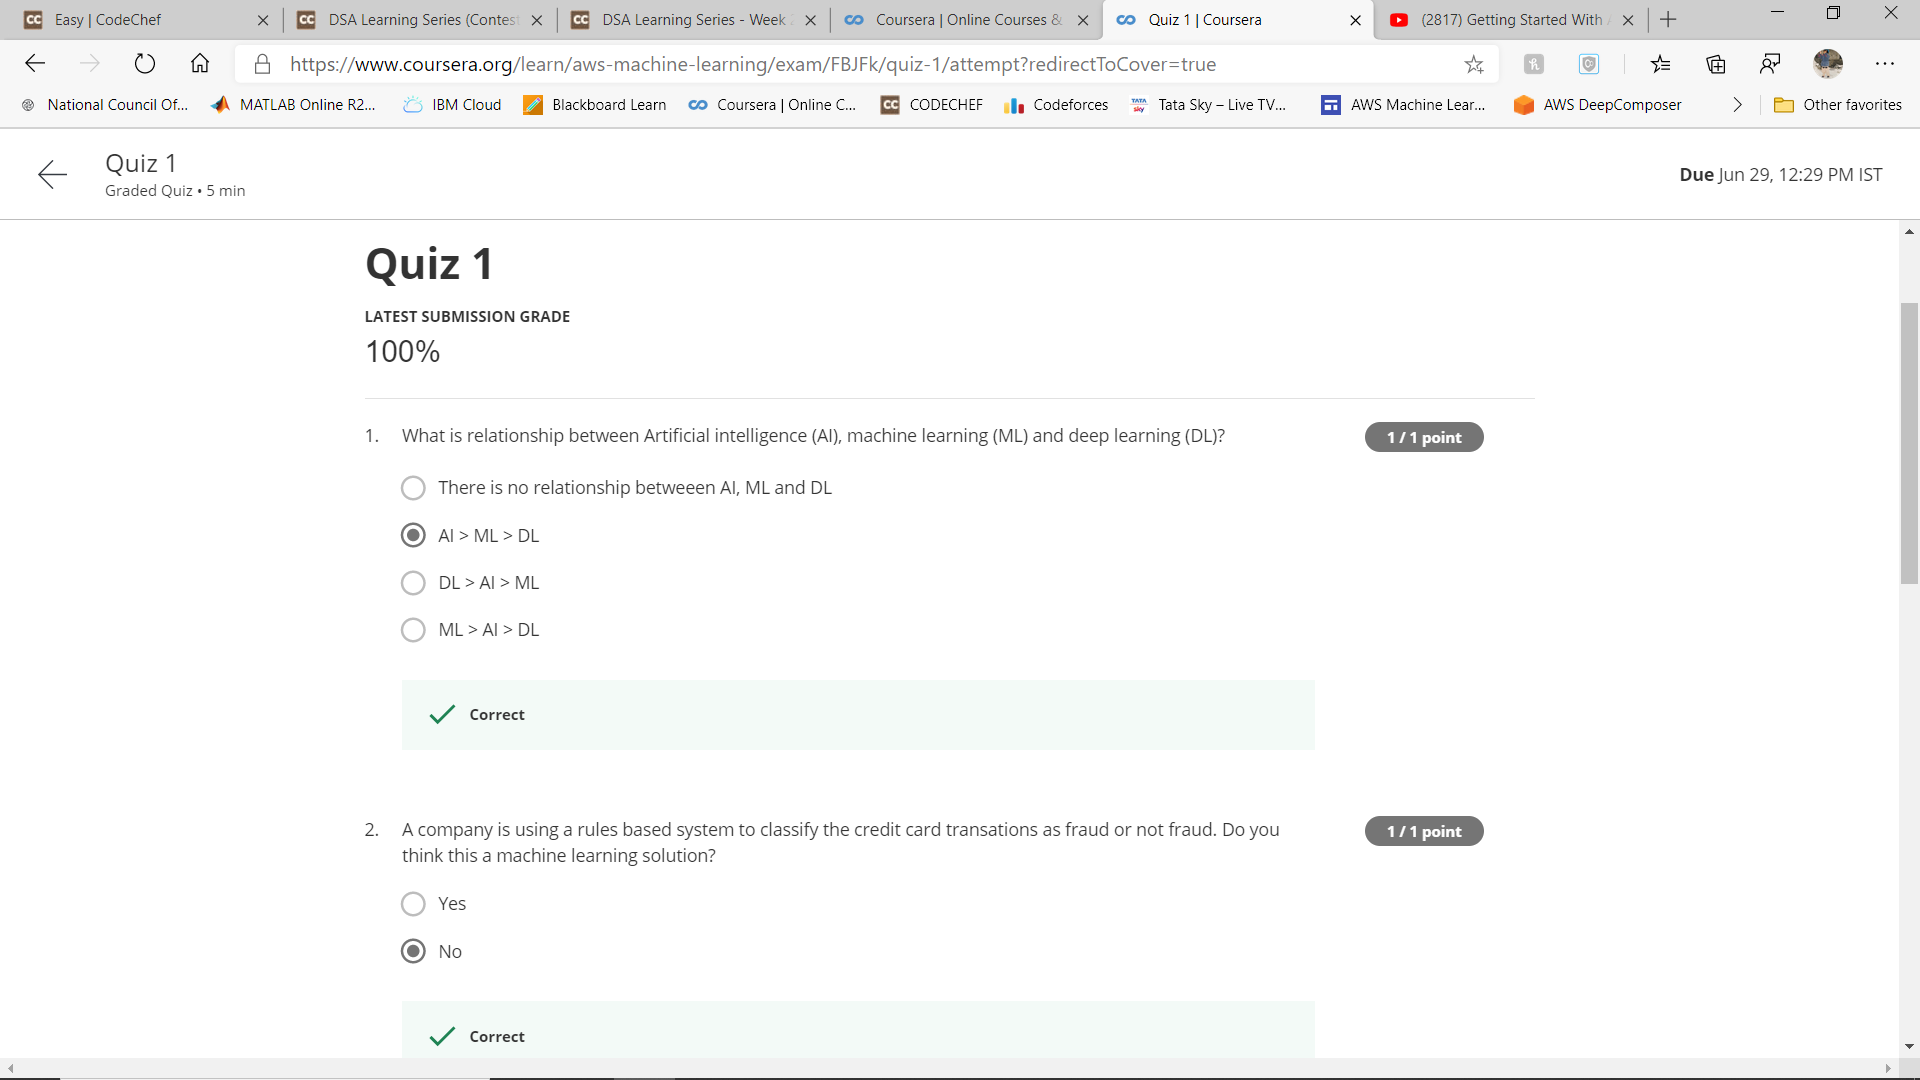 Easy | CodeChef
DSA Learning Series (Contest
DSA Learning Series - Week
Coursera | Online Courses &
Quiz 1 | Coursera
(2817) Getting Started With
https://www.coursera.org/learn/aws-machine-learning/exam/FBJFk/quiz-1/attempt?redirectToCover=true
National Council Of...
MATLAB Online R2...
IBM Cloud
Blackboard Learn
Coursera | Online C...
CC CODECHEF
Codeforces
TATA sky Tata Sky – Live TV...
AWS Machine Lear...
AWS DeepComposer
Other favorites
Quiz 1
Graded Quiz • 5 min
Due Jun 29, 12:29 PM IST
Quiz 1
LATEST SUBMISSION GRADE
100%
1. What is relationship between Artificial intelligence (AI), machine learning (ML) and deep learning (DL)?
1 / 1 point
There is no relationship betweeen AI, ML and DL
AI > ML > DL
DL > AI > ML
ML > AI > DL
Correct
2. A company is using a rules based system to classify the credit card transations as fraud or not fraud. Do you
think this a machine learning solution?
1 / 1 point
Yes
No
Correct